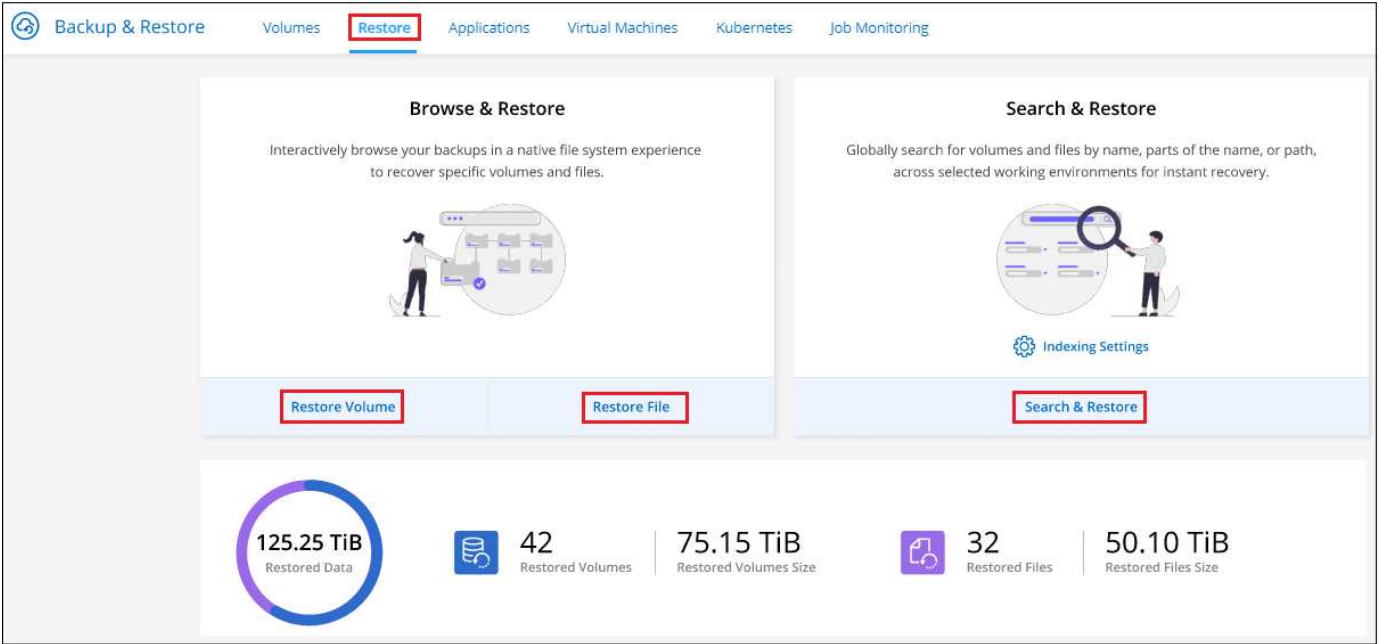 Backup & Restore Volumes Restore Applications Virtual Machines Kubernetes Job Monitoring
Browse & Restore
Interactively browse your backups in a native file system experience
to recover specific volumes and files.
Restore Volume Restore File
Search & Restore
Globally search for volumes and files by name, parts of the name, or path,
across selected working environments for instant recovery.
Indexing Settings
Search & Restore
125.25 TiB
Restored Data
42
Restored Volumes
75.15 TiB
Restored Volumes Size
32
Restored Files
50.10 TiB
Restored Files Size